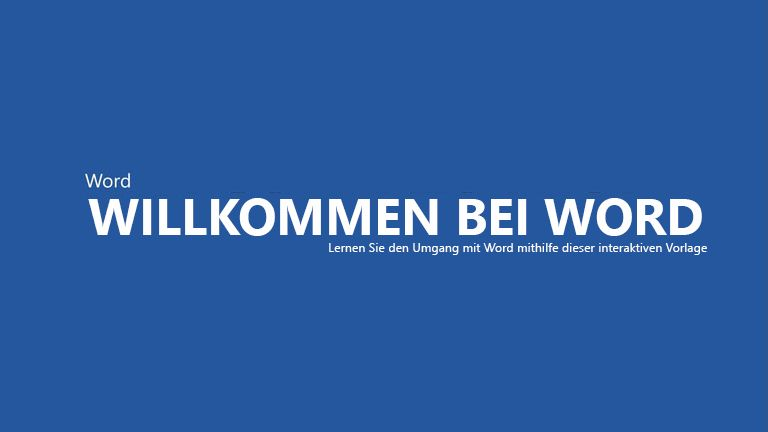 Word
WILLKOMMEN BEI WORD
Lernen Sie den Umgang mit Word mithilfe dieser interaktiven Vorlage